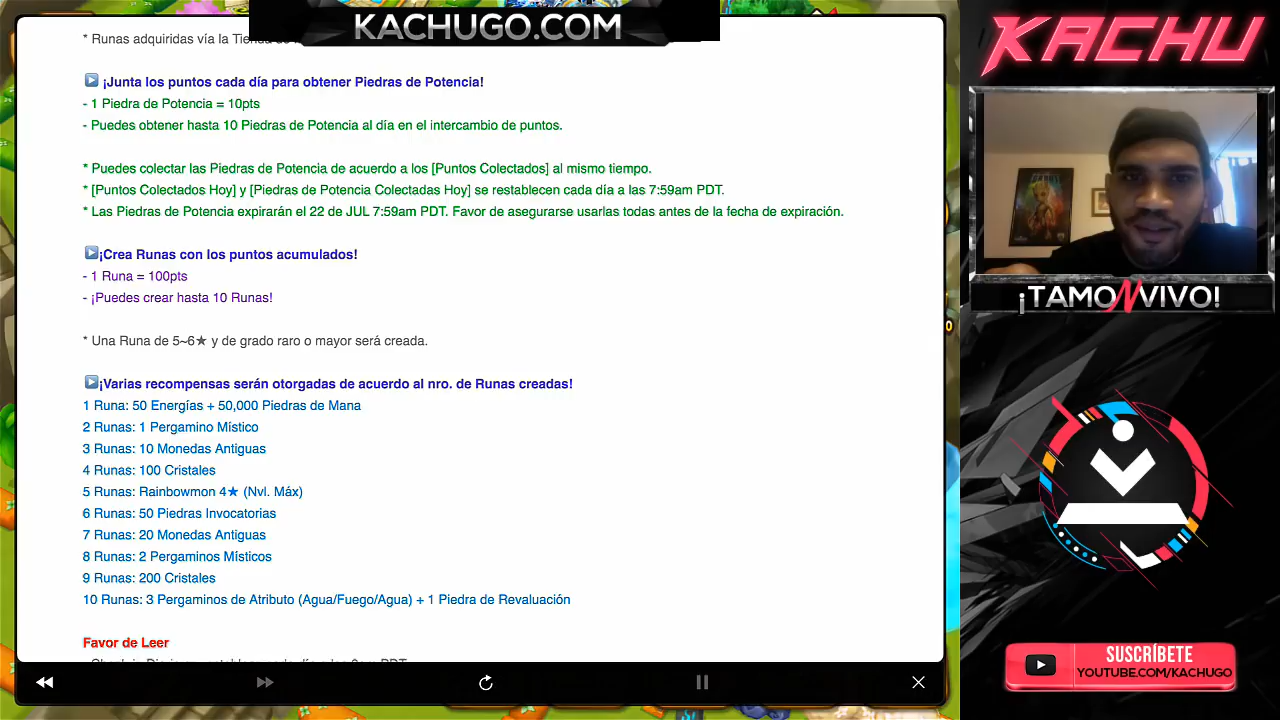 KACHUGO.COM
* Runas adquiridas vía la Tienda de
¡Junta los puntos cada día para obtener Piedras de Potencia!
- 1 Piedra de Potencia = 10pts
- Puedes obtener hasta 10 Piedras de Potencia al día en el intercambio de puntos.
* Puedes colectar las Piedras de Potencia de acuerdo a los [Puntos Colectados] al mismo tiempo.
* [Puntos Colectados Hoy] y [Piedras de Potencia Colectadas Hoy] se restablecen cada día a las 7:59am PDT.
* Las Piedras de Potencia expirarán el 22 de JUL 7:59am PDT. Favor de asegurarse usarlas todas antes de la fecha de expiración.
¡Crea Runas con los puntos acumulados!
- 1 Runa = 100pts
- ¡Puedes crear hasta 10 Runas!
* Una Runa de 5~6★ y de grado raro o mayor será creada.
¡Varias recompensas serán otorgadas de acuerdo al nro. de Runas creadas!
1 Runa: 50 Energías + 50,000 Piedras de Mana
2 Runas: 1 Pergamino Místico
3 Runas: 10 Monedas Antiguas
4 Runas: 100 Cristales
5 Runas: Rainbowmon 4★ (Nvl. Máx)
6 Runas: 50 Piedras Invocatorias
7 Runas: 20 Monedas Antiguas
8 Runas: 2 Pergaminos Místicos
9 Runas: 200 Cristales
10 Runas: 3 Pergaminos de Atributo (Agua/Fuego/Agua) + 1 Piedra de Revaluación
Favor de Leer
KACHU
¡TAMONVIVO!
SUSCRÍBETE
YOUTUBE.COM/KACHUGO